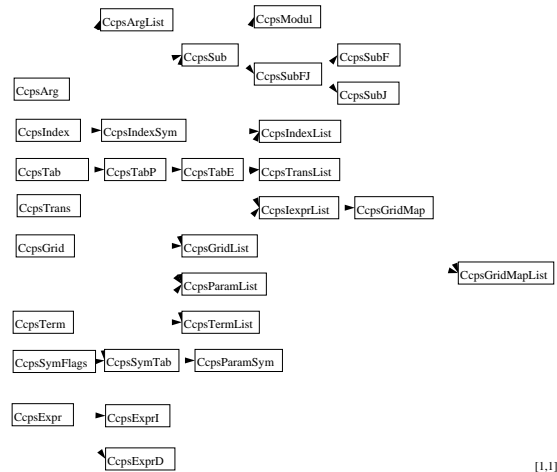 CcpsArgList
CcpsModul
CcpsSub
CcpsSubF
CcpsSubFJ
CcpsArg
CcpsSubJ
CcpsIndex
CcpsIndexSym
CcpsIndexList
CcpsTab
CcpsTabP
CcpsTabE
CcpsTransList
CcpsTrans
CcpsIexprList
CcpsGridMap
CcpsGrid
CcpsGridList
CcpsGridMapList
CcpsParamList
CcpsTerm
CcpsTermList
CcpsSymFlags
CcpsSymTab
CcpsParamSym
CcpsExpr
CcpsExprI
CcpsExprD
[1,1]